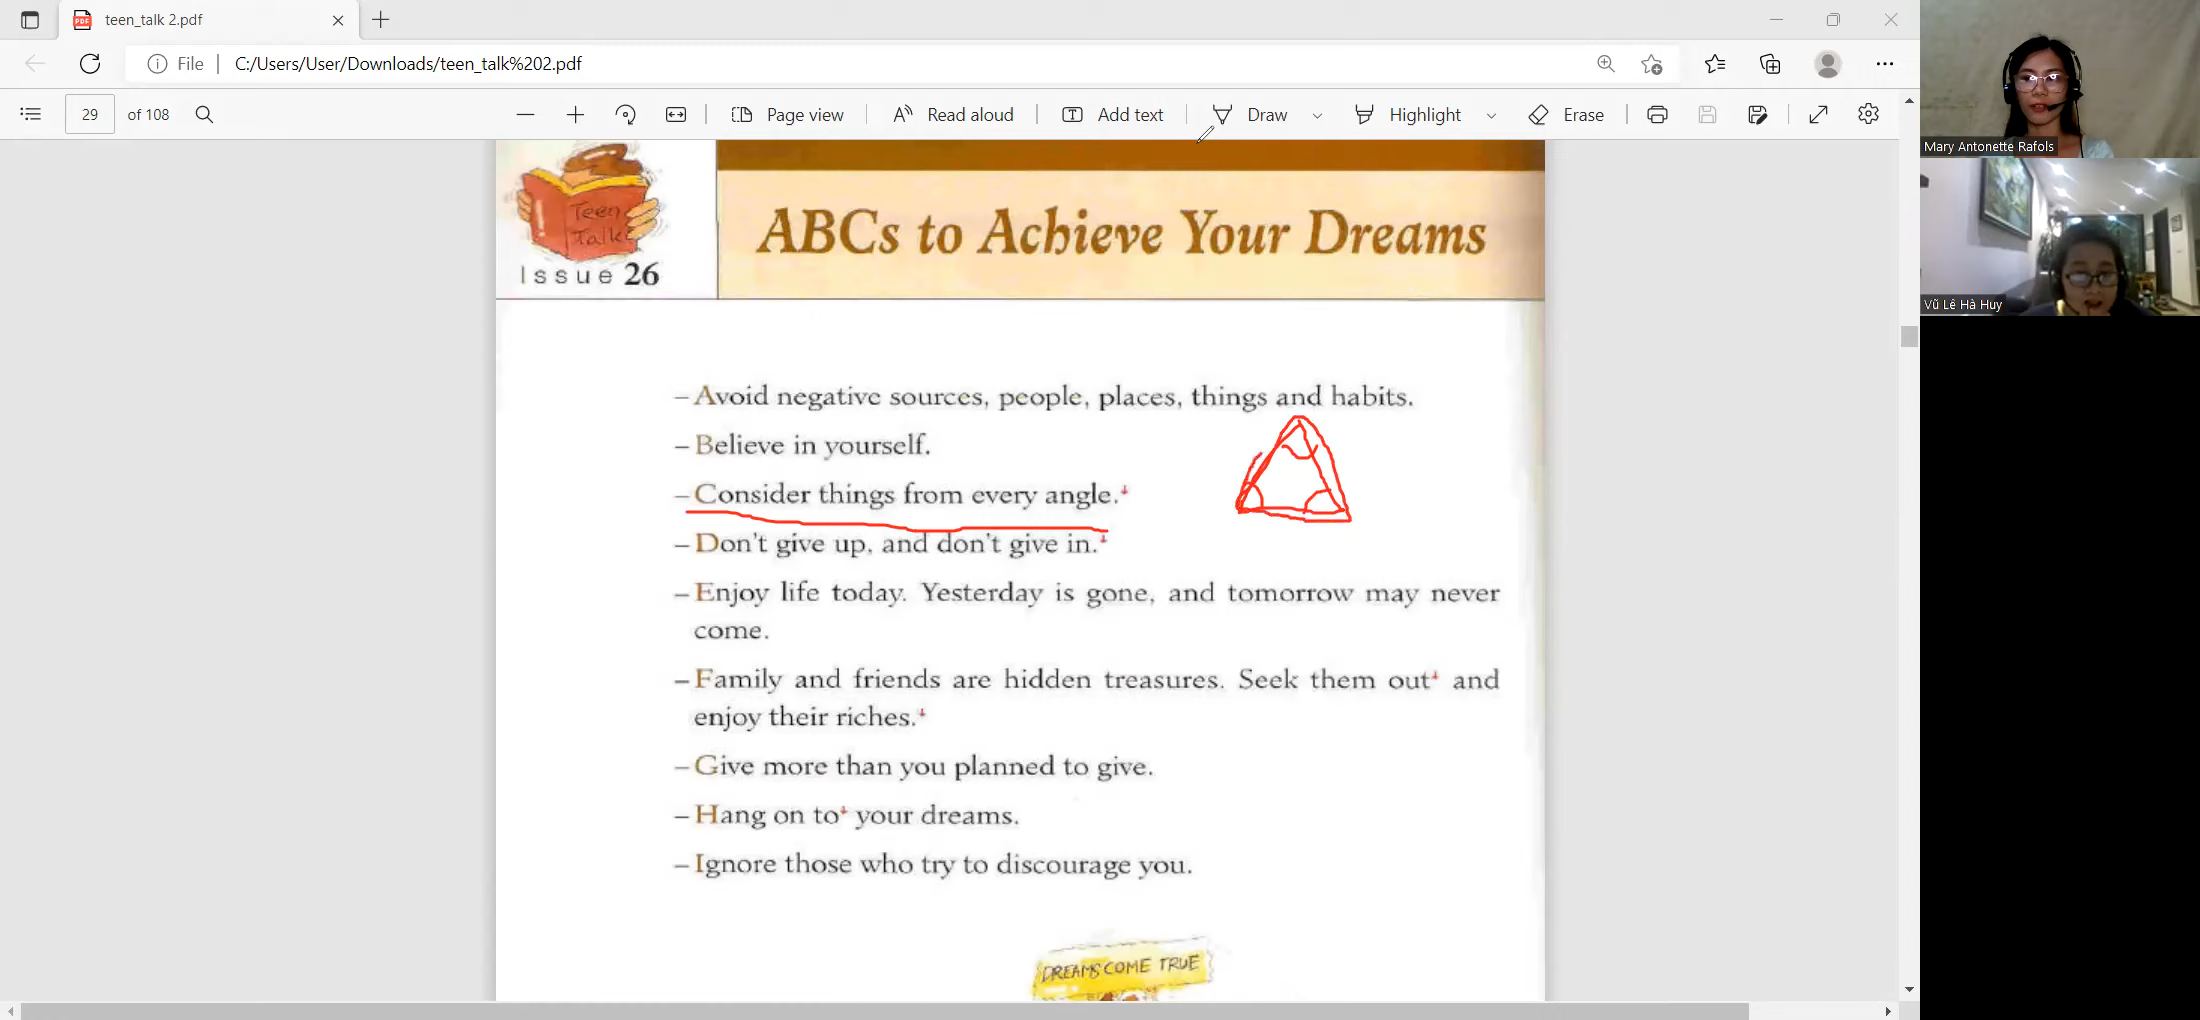 teen_talk 2.pdf
File
C:/Users/User/Downloads/teen_talk%202.pdf
29 of 108
Page view
Read aloud
Add text
Draw
Highlight
Erase
Mary Antonette Rafols
Vũ Lê Hà Huy
Teen
Talk
Issue 26
ABCs to Achieve Your Dreams
– Avoid negative sources, people, places, things and habits.
– Believe in yourself.
– Consider things from every angle.
– Don't give up, and don't give in.
– Enjoy life today. Yesterday is gone, and tomorrow may never
come.
– Family and friends are hidden treasures. Seek them out and
enjoy their riches.
– Give more than you planned to give.
– Hang on to your dreams.
– Ignore those who try to discourage you.
DREAMS COME TRUE